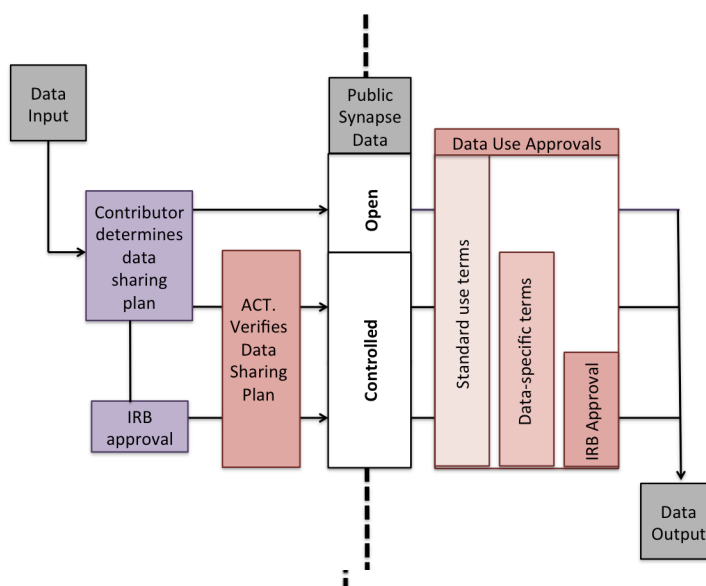 Data
Input
Public
Synapse
Data
Data Use Approvals
Contributor
determines
data
sharing
plan
Open
ACT.
Verifies
Data
Sharing
Plan
Controlled
Standard use terms
Data-specific terms
IRB Approval
IRB
approval
Data
Output